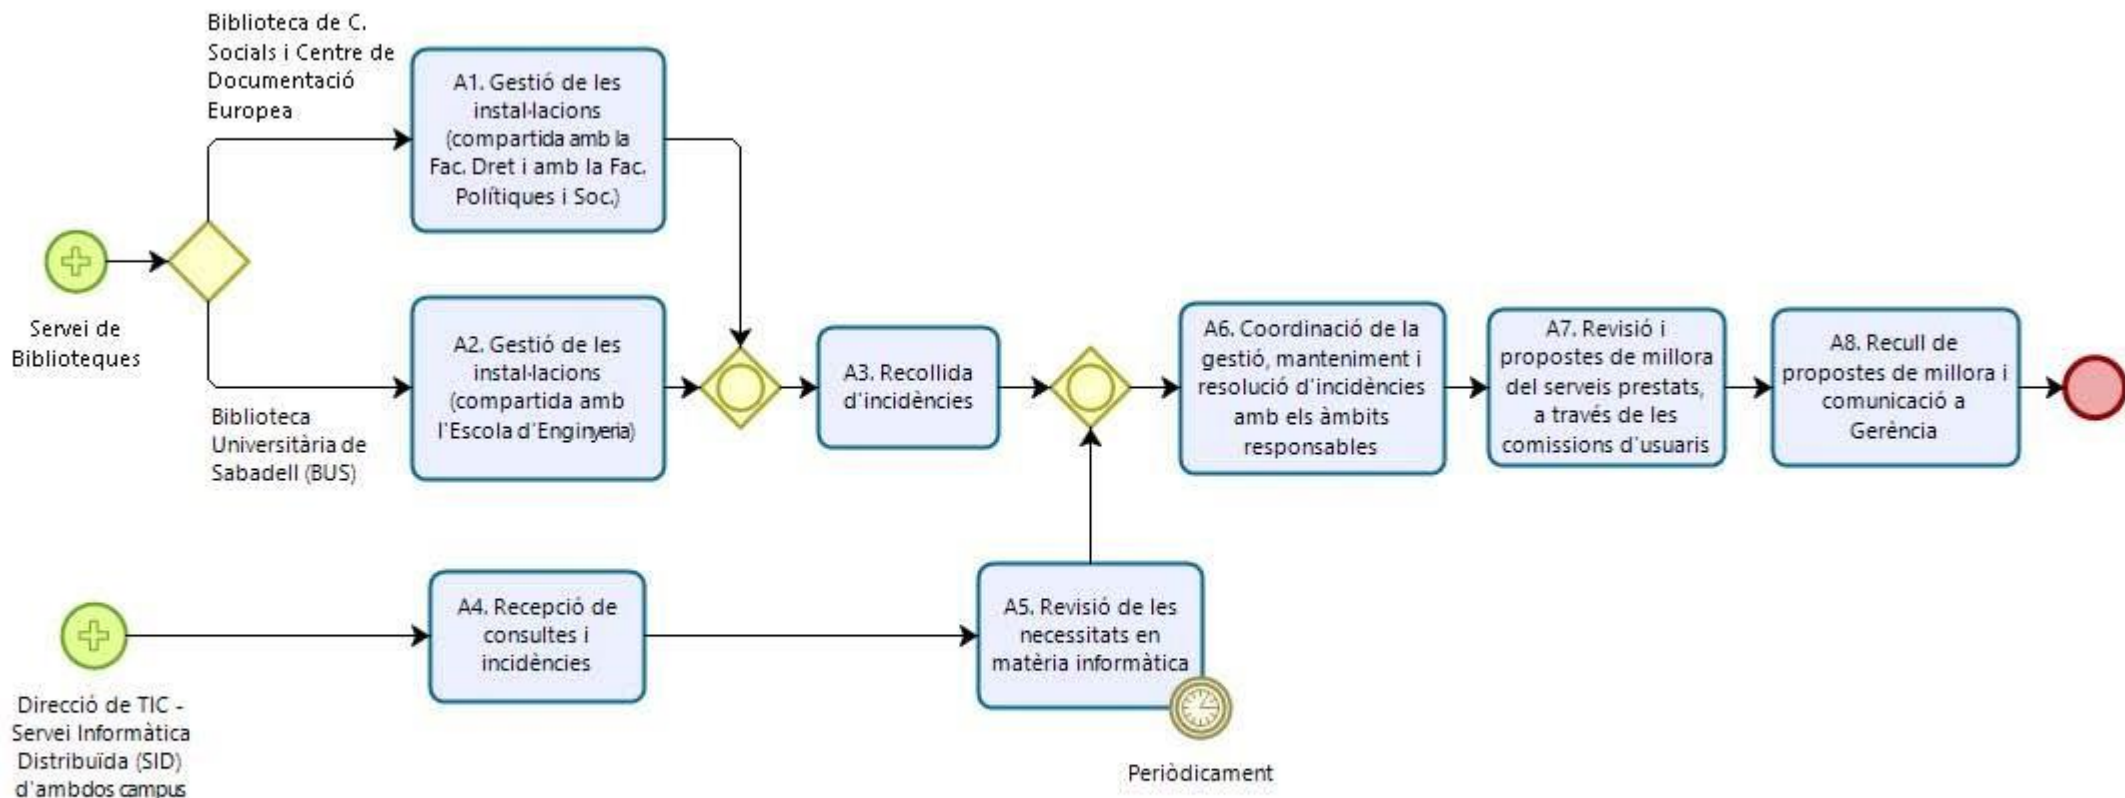 Biblioteca de C.
Socials i Centre de
Documentació
Europea
A1. Gestió de les
instal·lacions
(compartida amb la
Fac. Dret i amb la Fac.
Polítiques i Soc.)
Servei de
Biblioteques
A2. Gestió de les
instal·lacions
(compartida amb
l'Escola d'Enginyeria)
Biblioteca
Universitària de
Sabadell (BUS)
A3. Recollida
d'incidències
A6. Coordinació de la
gestió, manteniment i
resolució d'incidències
amb els àmbits
responsables
A7. Revisió i
propostes de millora
del serveis prestats,
a través de les
comissions d'usuaris
A8. Recull de
propostes de millora i
comunicació a
Gerència
Direcció de TIC -
Servei Informàtica
Distribuïda (SID)
d'ambdos campus
A4. Recepció de
consultes i
incidències
A5. Revisió de les
necessitats en
matèria informàtica
Periòdicament